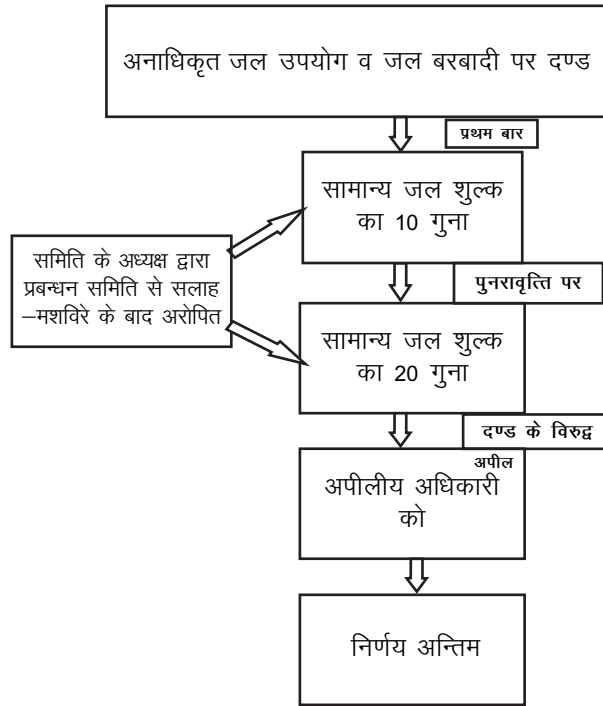 अनाधिकृत जल उपयोग व जल बरबादी पर दण्ड
प्रथम बार
सामान्य जल शुल्क
का 10 गुना
समिति के अध्यक्ष द्वारा
प्रबन्धन समिति से सलाह
–मशविरे के बाद अरोपित
पुनरावृत्ति पर
सामान्य जल शुल्क
का 20 गुना
दण्ड के विरुद्व
अपील
अपीलीय अधिकारी
को
निर्णय अन्तिम